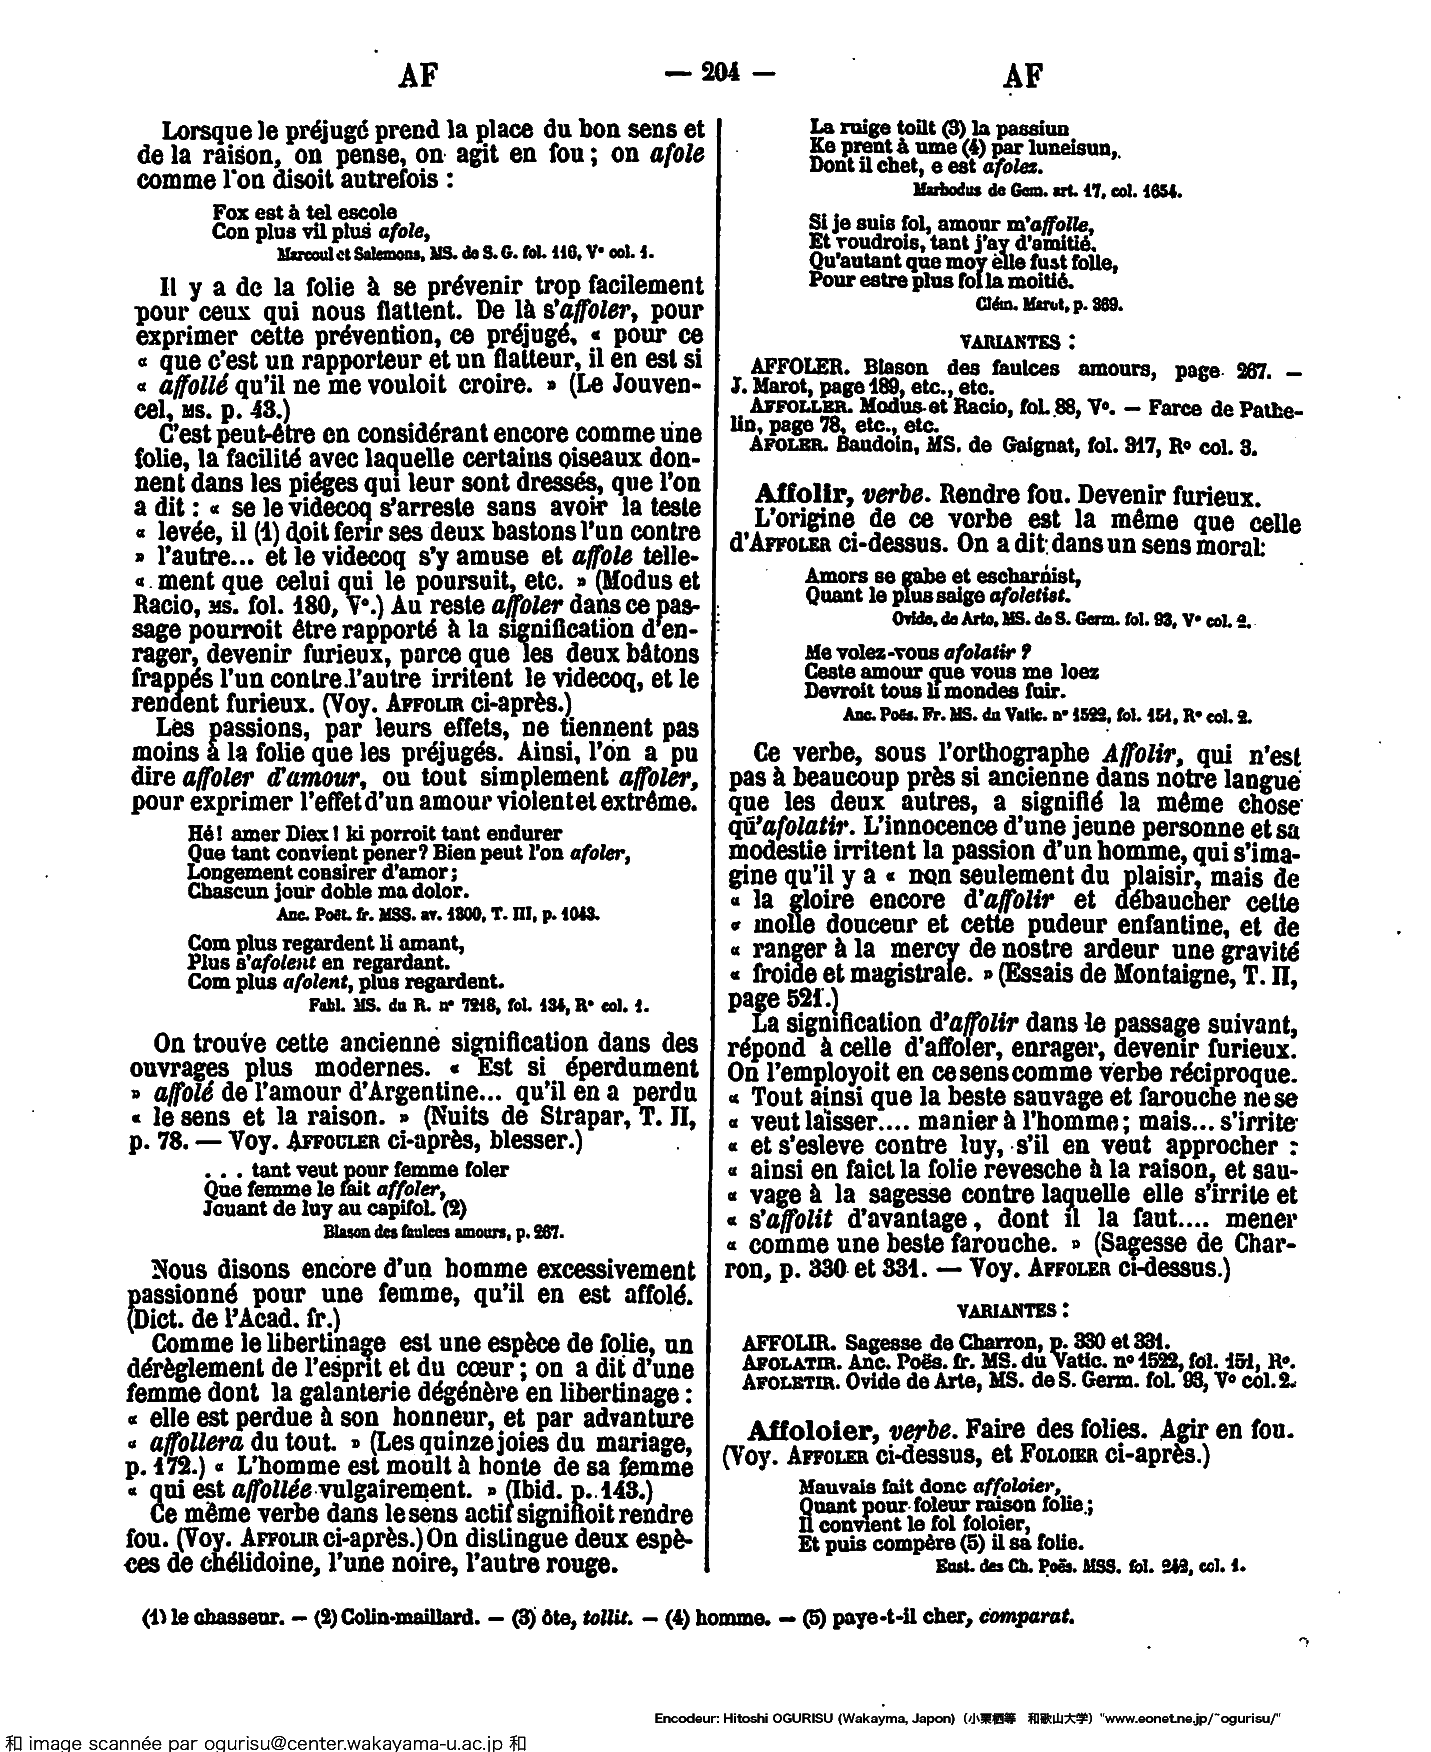 AF — 204 — AF
Lorsque le préjugé prend la place du bon sens et
de la raison, on pense, on agit en fou ; on afole
comme l'on disoit autrefois :
Fox est à tel escole
Con plus vil plus afole,
Marcoul et Salemons, MS. de S. G. fol. 116, V° col. 1.
Il y a de la folie à se prévenir trop facilement
pour ceux qui nous flattent. De là s'affoler, pour
exprimer cette prévention, ce préjugé, « pour ce
« que c'est un rapporteur et un flatteur, il en est si
« affollé qu'il ne me vouloit croire. » (Le Jouven-
cel, MS. p. 43.)
C'est peut-être en considérant encore comme une
folie, la facilité avec laquelle certains oiseaux don-
nent dans les piéges qui leur sont dressés, que l'on
a dit : « se le videcoq s'arreste sans avoir la teste
« levée, il (1) doit ferir ses deux bastons l'un contre
» l'autre... et le videcoq s'y amuse et affole telle-
« ment que celui qui le poursuit, etc. » (Modus et
Racio, MS. fol. 180, V°.) Au reste affoler dans ce pas-
sage pourroit être rapporté à la signification d'en-
rager, devenir furieux, parce que les deux bâtons
frappés l'un contre l'autre irritent le videcoq, et le
rendent furieux. (Voy. AFFOLIR ci-après.)
Les passions, par leurs effets, ne tiennent pas
moins à la folie que les préjugés. Ainsi, l'on a pu
dire affoler d'amour, ou tout simplement affoler,
pour exprimer l'effet d'un amour violent et extrême.
Hé ! amer Diex ! ki porroit tant endurer
Que tant convient pener ? Bien peut l'on afoler,
Longement consirer d'amor ;
Chascun jour doble ma dolor.
Anc. Poët. fr. MSS. av. 1300, T. III, p. 1043.
Com plus regardent li amant,
Plus s'afolent en regardant.
Com plus afolent, plus regardent.
Fabl. MS. du R. n° 7218, fol. 134, R° col. 1.
On trouve cette ancienne signification dans des
ouvrages plus modernes. « Est si éperdument
» affolé de l'amour d'Argentine... qu'il en a perdu
« le sens et la raison. » (Nuits de Strapar, T. II,
p. 78. — Voy. AFFOULER ci-après, blesser.)
. . . tant veut pour femme foler
Que femme le fait affoler,
Jouant de luy au capifol. (2)
Blason des faulces amours, p. 267.
Nous disons encore d'un homme excessivement
passionné pour une femme, qu'il en est affolé.
(Dict. de l'Acad. fr.)
Comme le libertinage est une espèce de folie, un
dérèglement de l'esprit et du cœur ; on a dit d'une
femme dont la galanterie dégénère en libertinage :
« elle est perdue à son honneur, et par advanture
« affollera du tout. » (Les quinze joies du mariage,
p. 172.) « L'homme est moult à honte de sa femme
« qui est affollée vulgairement. » (Ibid. p. 143.)
Ce même verbe dans le sens actif signifioit rendre
fou. (Voy. AFFOLIR ci-après.) On distingue deux espè-
ces de chélidoine, l'une noire, l'autre rouge.
La ruige toilt (3) la passiun
Ke prent à ume (4) par luneisun,
Dont il chet, e est afolez.
Marbodus de Gem. art. 17, col. 1654.
Si je suis fol, amour m'affolle,
Et voudrois, tant j'ay d'amitié,
Qu'autant que moy elle fust folle,
Pour estre plus fol la moitié.
Clém. Marot, p. 369.
VARIANTES :
AFFOLER. Blason des faulces amours, page 267. —
J. Marot, page 189, etc., etc.
AFFOLLER. Modus et Racio, fol. 88, V°. — Farce de Pathe-
lin, page 78, etc., etc.
AFOLER. Baudoin, MS. de Gaignat, fol. 317, R° col. 3.
Affolir, verbe. Rendre fou. Devenir furieux.
L'origine de ce verbe est la même que celle
d'AFFOLER ci-dessus. On a dit dans un sens moral:
Amors se gabe et escharnist,
Quant le plus saige afoletist.
Ovide, de Arto, MS. de S. Germ. fol. 93, V° col. 2.
Me volez-vous afolatir ?
Ceste amour que vous me loez
Devroit tous li mondes fuir.
Anc. Poës. Fr. MS. du Vatic. n° 1522, fol. 151, R° col. 2.
Ce verbe, sous l'orthographe Affolir, qui n'est
pas à beaucoup près si ancienne dans notre langue
que les deux autres, a signifié la même chose
qu'afolatir. L'innocence d'une jeune personne et sa
modestie irritent la passion d'un homme, qui s'ima-
gine qu'il y a « non seulement du plaisir, mais de
« la gloire encore d'affolir et débaucher cette
« molle douceur et cette pudeur enfantine, et de
« ranger à la mercy de nostre ardeur une gravité
« froide et magistrale. » (Essais de Montaigne, T. II,
page 521.)
La signification d'affolir dans le passage suivant,
répond à celle d'affoler, enrager, devenir furieux.
On l'employoit en ce sens comme verbe réciproque.
« Tout ainsi que la beste sauvage et farouche ne se
« veut laisser.... manier à l'homme ; mais... s'irrite
« et s'esleve contre luy, s'il en veut approcher :
« ainsi en faict la folie revesche à la raison, et sau-
« vage à la sagesse contre laquelle elle s'irrite et
« s'affolit d'avantage, dont il la faut.... mener
« comme une beste farouche. » (Sagesse de Char-
ron, p. 330 et 331. — Voy. AFFOLER ci-dessus.)
VARIANTES :
AFFOLIR. Sagesse de Charron, p. 330 et 331.
AFOLATIR. Anc. Poës. fr. MS. du Vatic. n° 1522, fol. 151, R°.
AFOLETIR. Ovide de Arte, MS. de S. Germ. fol. 93, V° col. 2.
Affoloier, verbe. Faire des folies. Agir en fou.
(Voy. AFFOLER ci-dessus, et FOLOIER ci-après.)
Mauvais fait donc affoloier,
Quant pour foleur raison folie ;
Il convient le fol foloier,
Et puis compère (5) il sa folie.
Eust. des Ch. Poës. MSS. fol. 242, col. 1.
(1) le chasseur. — (2) Colin-maillard. — (3) ôte, tollit. — (4) homme. — (5) paye-t-il cher, comparat.
Encodeur: Hitoshi OGURISU (Wakayma, Japon) (小栗栖等 和歌山大学) "www.eonet.ne.jp/~ogurisu/"
和 image scannée par ogurisu@center.wakayama-u.ac.jp 和